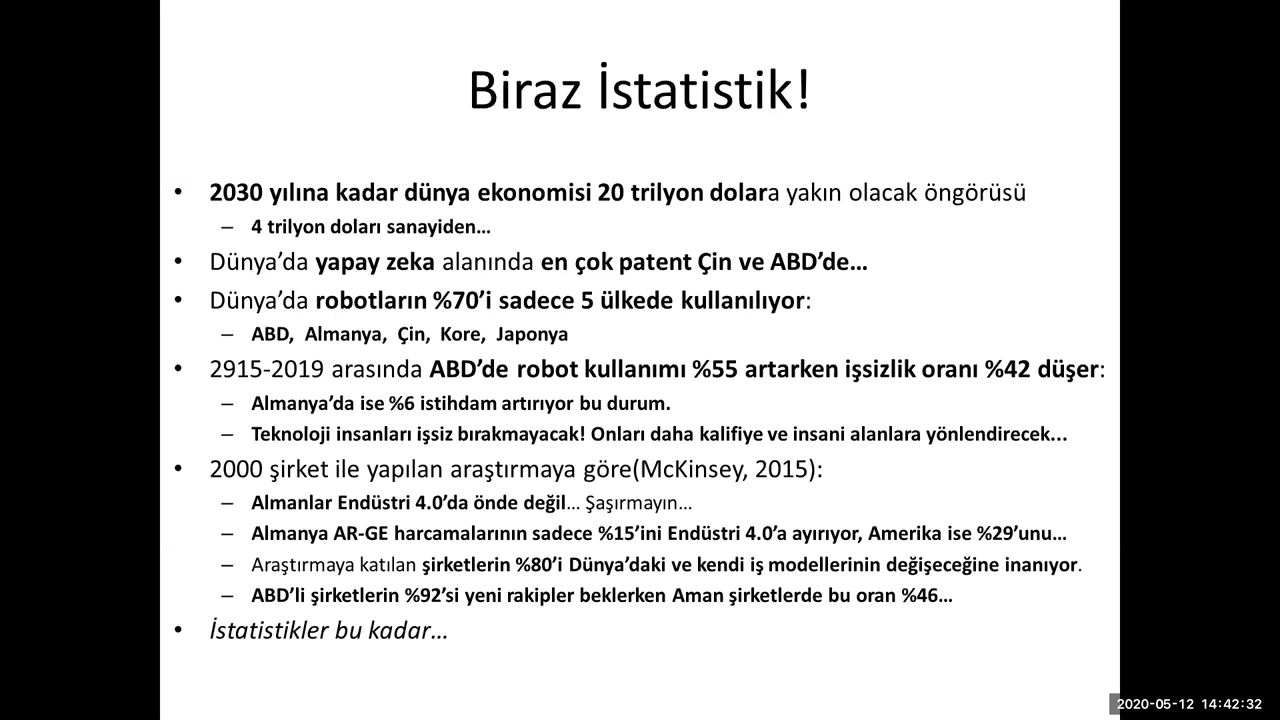 Biraz İstatistik!
• 2030 yılına kadar dünya ekonomisi 20 trilyon dolara yakın olacak öngörüsü
– 4 trilyon doları sanayiden…
• Dünya’da yapay zeka alanında en çok patent Çin ve ABD’de…
• Dünya’da robotların %70’i sadece 5 ülkede kullanılıyor:
– ABD, Almanya, Çin, Kore, Japonya
• 2915-2019 arasında ABD’de robot kullanımı %55 artarken işsizlik oranı %42 düşer:
– Almanya’da ise %6 istihdam artırıyor bu durum.
– Teknoloji insanları işsiz bırakmayacak! Onları daha kalifiye ve insani alanlara yönlendirecek...
• 2000 şirket ile yapılan araştırmaya göre(McKinsey, 2015):
– Almanlar Endüstri 4.0’da önde değil… Şaşırmayın…
– Almanya AR-GE harcamalarının sadece %15’ini Endüstri 4.0’a ayırıyor, Amerika ise %29’unu…
– Araştırmaya katılan şirketlerin %80’i Dünya’daki ve kendi iş modellerinin değişeceğine inanıyor.
– ABD’li şirketlerin %92’si yeni rakipler beklerken Aman şirketlerde bu oran %46…
• İstatistikler bu kadar…
2020-05-12 14:42:32